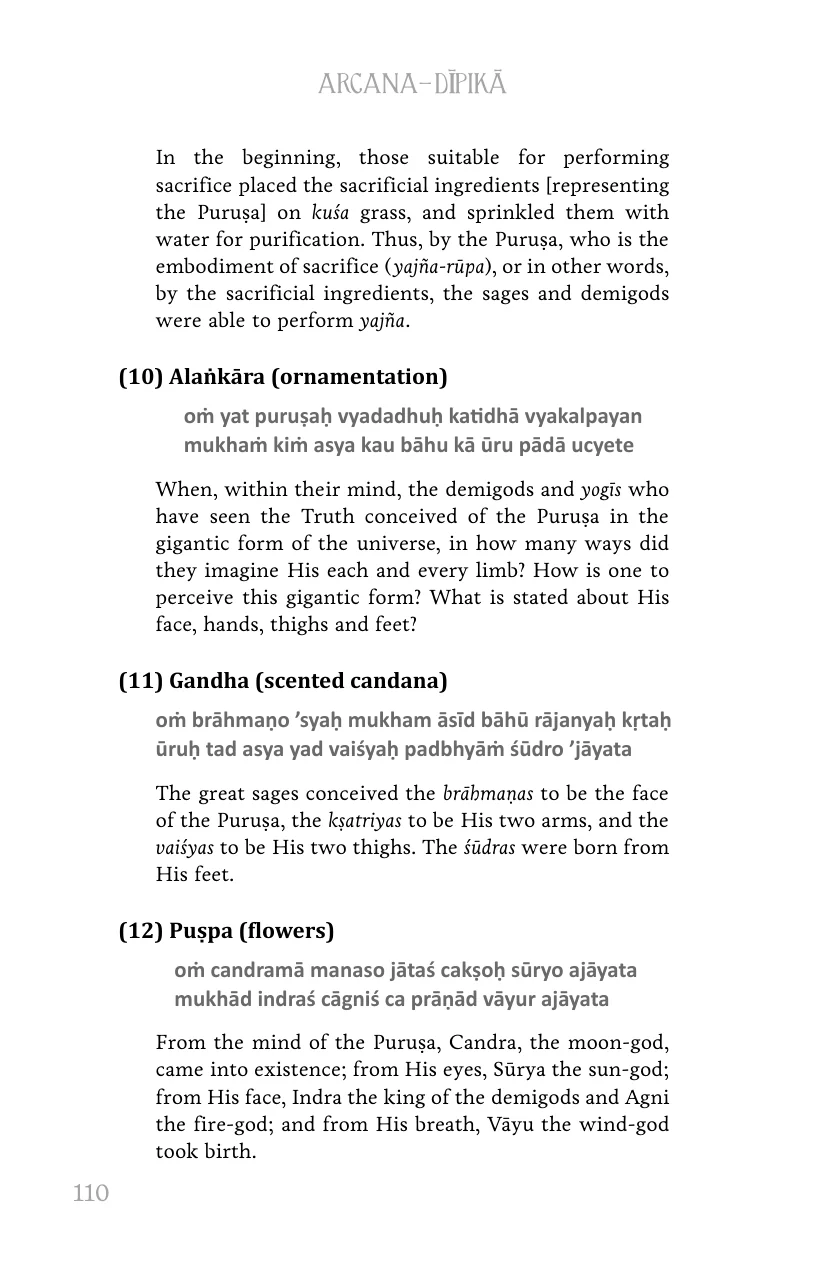 ARCANA–DĪPIKĀ
In the beginning, those suitable for performing
sacrifice placed the sacrificial ingredients [representing
the Puruṣa] on kuśa grass, and sprinkled them with
water for purification. Thus, by the Puruṣa, who is the
embodiment of sacrifice (yajña-rūpa), or in other words,
by the sacrificial ingredients, the sages and demigods
were able to perform yajña.
(10) Alaṅkāra (ornamentation)
oṁ yat puruṣaḥ vyadadhuḥ katidhā vyakalpayan
mukhaṁ kiṁ asya kau bāhu kā ūru pādā ucyete
When, within their mind, the demigods and yogīs who
have seen the Truth conceived of the Puruṣa in the
gigantic form of the universe, in how many ways did
they imagine His each and every limb? How is one to
perceive this gigantic form? What is stated about His
face, hands, thighs and feet?
(11) Gandha (scented candana)
oṁ brāhmaṇo ’syaḥ mukham āsīd bāhū rājanyaḥ kṛtaḥ
ūruḥ tad asya yad vaiśyaḥ padbhyāṁ śūdro ’jāyata
The great sages conceived the brāhmaṇas to be the face
of the Puruṣa, the kṣatriyas to be His two arms, and the
vaiśyas to be His two thighs. The śūdras were born from
His feet.
(12) Puṣpa (flowers)
oṁ candramā manaso jātaś cakṣoḥ sūryo ajāyata
mukhād indraś cāgniś ca prāṇād vāyur ajāyata
From the mind of the Puruṣa, Candra, the moon-god,
came into existence; from His eyes, Sūrya the sun-god;
from His face, Indra the king of the demigods and Agni
the fire-god; and from His breath, Vāyu the wind-god
took birth.
110